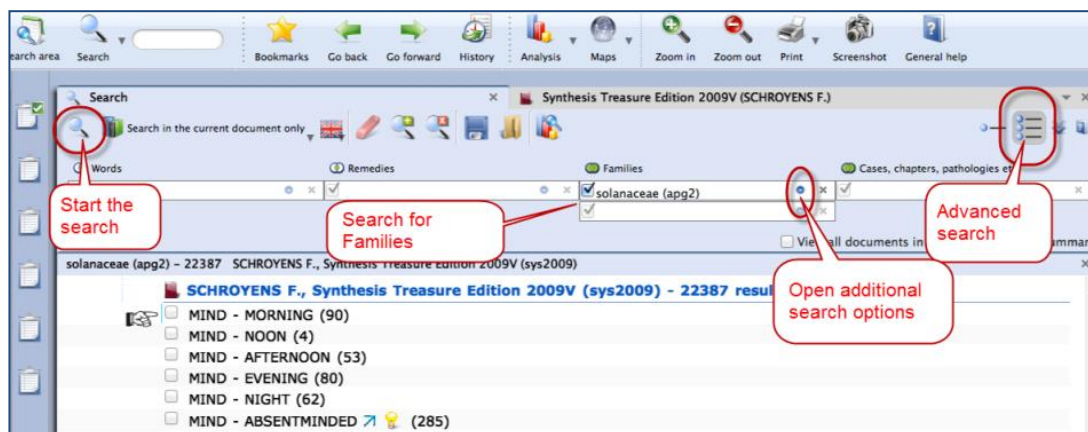 earch area Search Bookmarks Go back Go forward History Analysis Maps Zoom in Zoom out Print Screenshot General help
Search Synthesis Treasure Edition 2009V (SCHROYENS F.)
Search in the current document only
Words Remedies Families Cases, chapters, pathologies et
solanaceae (apg2)
Start the
search
Search for
Families
Advanced
search
Open additional
search options
View all documents in
solanaceae (apg2) – 22387 SCHROYENS F., Synthesis Treasure Edition 2009V (sys2009)
SCHROYENS F., Synthesis Treasure Edition 2009V (sys2009) – 22387 resul
MIND - MORNING (90)
MIND - NOON (4)
MIND - AFTERNOON (53)
MIND - EVENING (80)
MIND - NIGHT (62)
MIND - ABSENTMINDED (285)